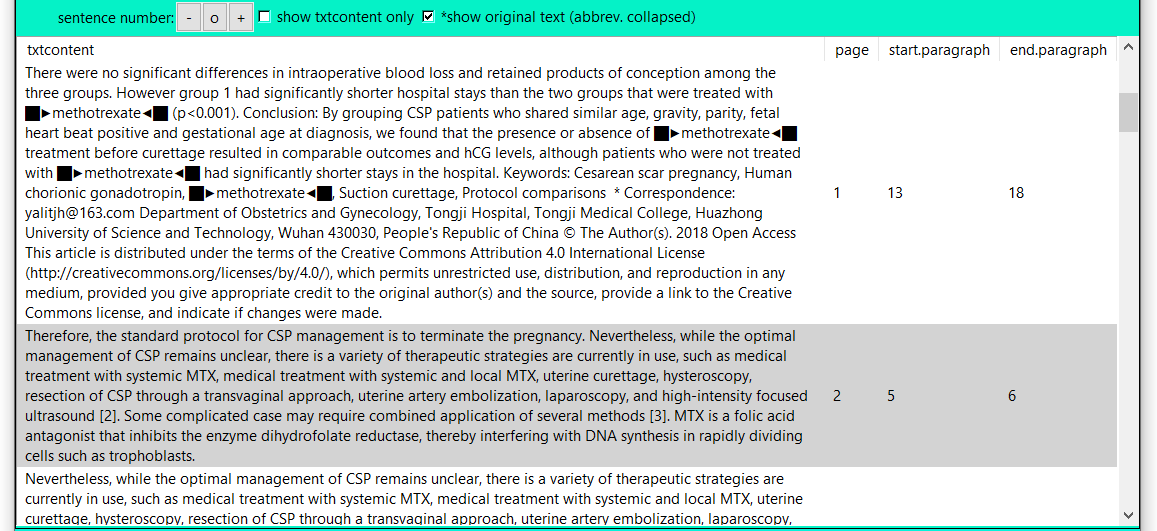 sentence number: - o + show txtcontent only *show original text (abbrev. collapsed)
txtcontent page start.paragraph end.paragraph
There were no significant differences in intraoperative blood loss and retained products of conception among the
three groups. However group 1 had significantly shorter hospital stays than the two groups that were treated with
██►methotrexate◄██ (p<0.001). Conclusion: By grouping CSP patients who shared similar age, gravity, parity, fetal
heart beat positive and gestational age at diagnosis, we found that the presence or absence of ██►methotrexate◄██
treatment before curettage resulted in comparable outcomes and hCG levels, although patients who were not treated
with ██►methotrexate◄██ had significantly shorter stays in the hospital. Keywords: Cesarean scar pregnancy, Human
chorionic gonadotropin, ██►methotrexate◄██, Suction curettage, Protocol comparisons * Correspondence: 1 13 18
yalitjh@163.com Department of Obstetrics and Gynecology, Tongji Hospital, Tongji Medical College, Huazhong
University of Science and Technology, Wuhan 430030, People's Republic of China © The Author(s). 2018 Open Access
This article is distributed under the terms of the Creative Commons Attribution 4.0 International License
(http://creativecommons.org/licenses/by/4.0/), which permits unrestricted use, distribution, and reproduction in any
medium, provided you give appropriate credit to the original author(s) and the source, provide a link to the Creative
Commons license, and indicate if changes were made.
Therefore, the standard protocol for CSP management is to terminate the pregnancy. Nevertheless, while the optimal
management of CSP remains unclear, there is a variety of therapeutic strategies are currently in use, such as medical
treatment with systemic MTX, medical treatment with systemic and local MTX, uterine curettage, hysteroscopy,
resection of CSP through a transvaginal approach, uterine artery embolization, laparoscopy, and high-intensity focused 2 5 6
ultrasound [2]. Some complicated case may require combined application of several methods [3]. MTX is a folic acid
antagonist that inhibits the enzyme dihydrofolate reductase, thereby interfering with DNA synthesis in rapidly dividing
cells such as trophoblasts.
Nevertheless, while the optimal management of CSP remains unclear, there is a variety of therapeutic strategies are
currently in use, such as medical treatment with systemic MTX, medical treatment with systemic and local MTX, uterine
curettage, hysteroscopy, resection of CSP through a transvaginal approach, uterine artery embolization, laparoscopy,